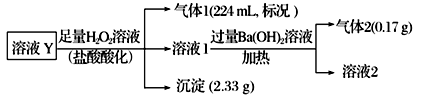 溶液Y
足量H₂O₂溶液
(盐酸酸化)
气体1(224 mL, 标况)
溶液1
沉淀 (2.33 g)
过量Ba(OH)₂溶液
加热
气体2(0.17 g)
溶液2